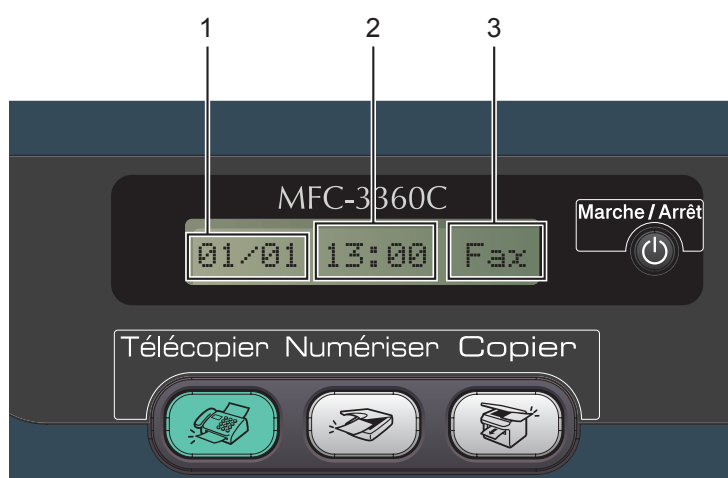 1 2 3
MFC-3360C
Marche / Arrêt
01/01 13:00 Fax
Télécopier Numériser Copier